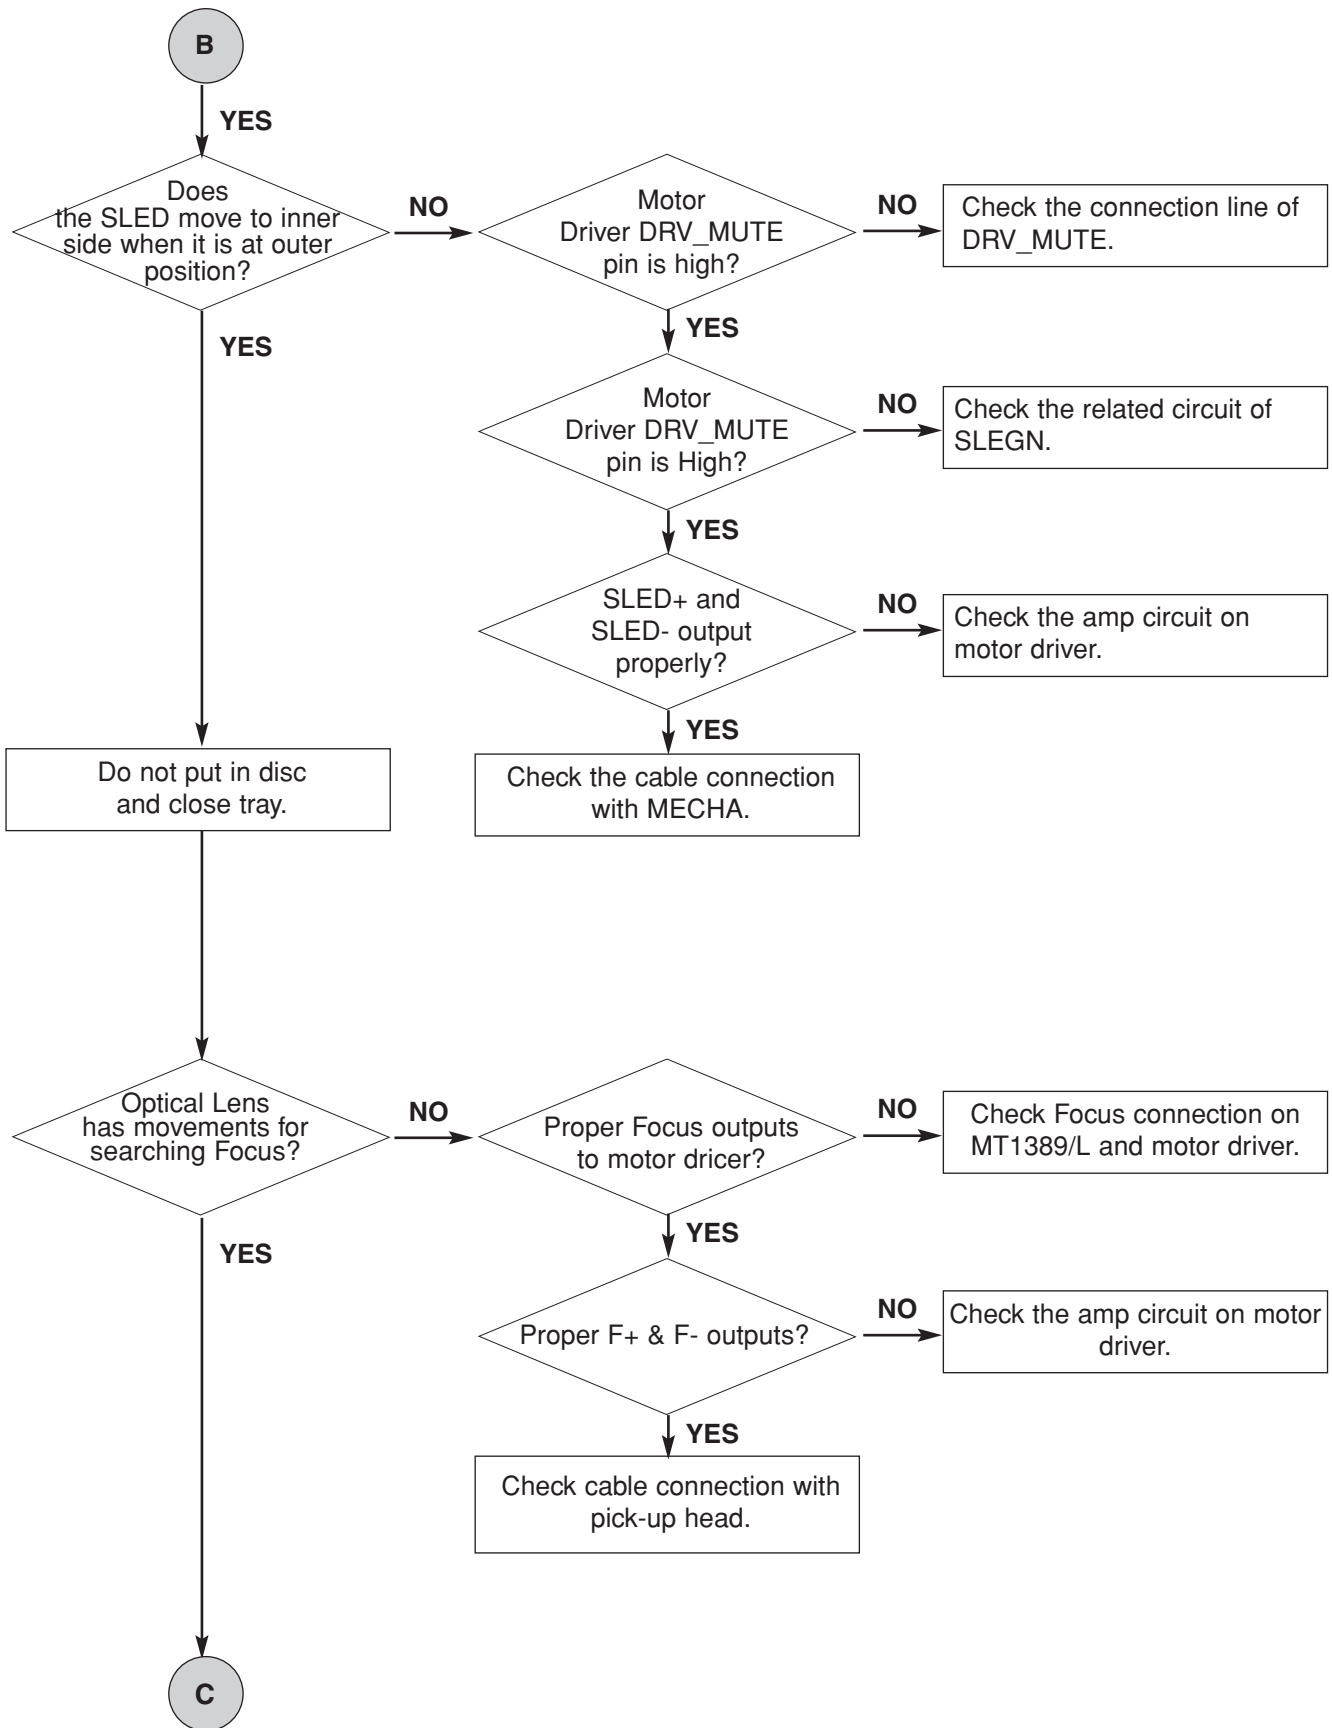 B
YES
Does
the SLED move to inner
side when it is at outer
position?
NO
Motor
Driver DRV_MUTE
pin is high?
NO
Check the connection line of
DRV_MUTE.
YES
YES
Motor
Driver DRV_MUTE
pin is High?
NO
Check the related circuit of
SLEGN.
YES
SLED+ and
SLED- output
properly?
NO
Check the amp circuit on
motor driver.
YES
Check the cable connection
with MECHA.
Do not put in disc
and close tray.
Optical Lens
has movements for
searching Focus?
NO
Proper Focus outputs
to motor dricer?
NO
Check Focus connection on
MT1389/L and motor driver.
YES
YES
Proper F+ & F- outputs?
NO
Check the amp circuit on motor
driver.
YES
Check cable connection with
pick-up head.
C